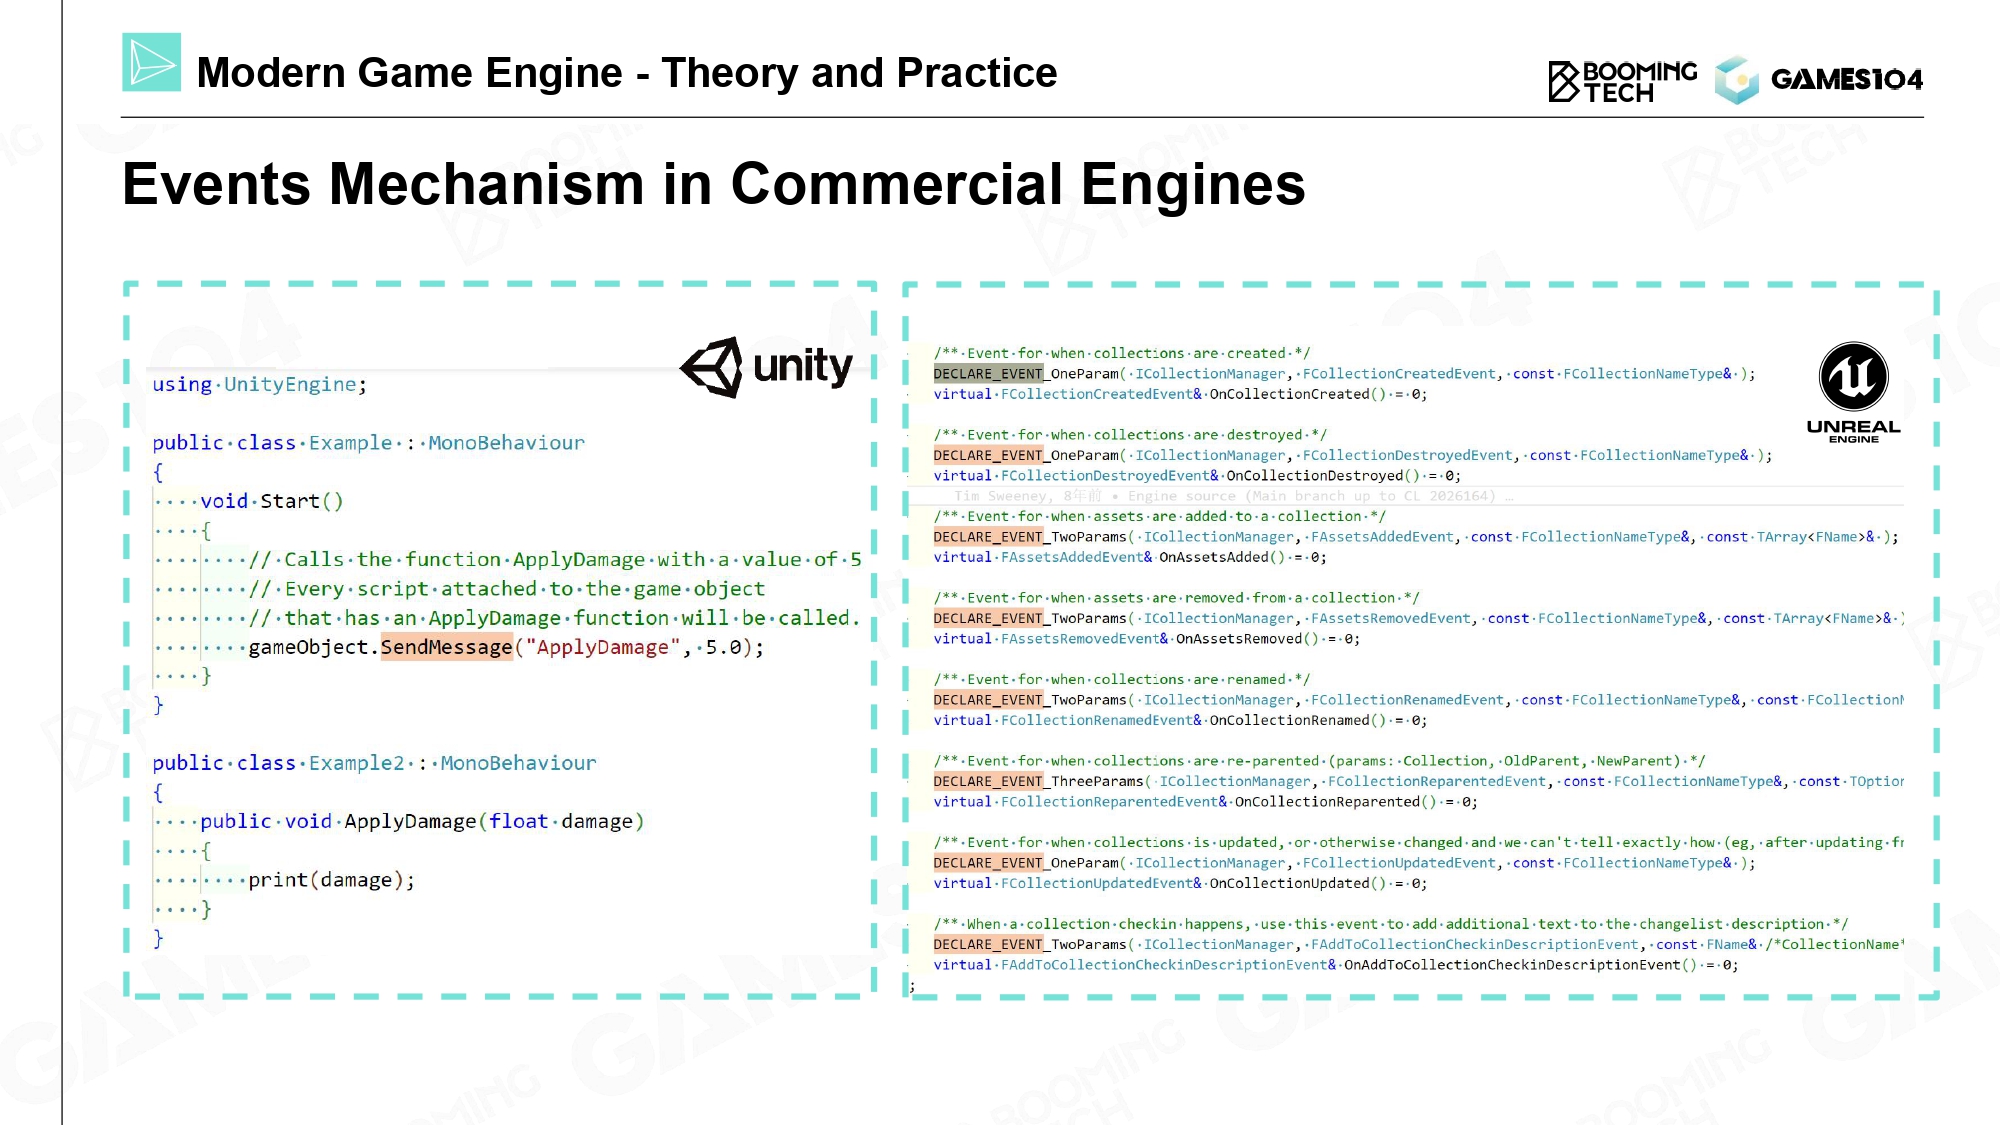 Modern Game Engine - Theory and Practice
BOOMING
TECH
GAMES104
Events Mechanism in Commercial Engines
unity
using UnityEngine;
public class Example : MonoBehaviour
{
void Start()
{
// Calls the function ApplyDamage with a value of 5
// Every script attached to the game object
// that has an ApplyDamage function will be called.
gameObject.SendMessage("ApplyDamage", 5.0);
}
}
public class Example2 : MonoBehaviour
{
public void ApplyDamage(float damage)
{
print(damage);
}
}
UNREAL
ENGINE
/** Event for when collections are created */
DECLARE_EVENT_OneParam( ICollectionManager, FCollectionCreatedEvent, const FCollectionNameType& );
virtual FCollectionCreatedEvent& OnCollectionCreated() = 0;
/** Event for when collections are destroyed */
DECLARE_EVENT_OneParam( ICollectionManager, FCollectionDestroyedEvent, const FCollectionNameType& );
virtual FCollectionDestroyedEvent& OnCollectionDestroyed() = 0;
Tim Sweeney, 8年前 • Engine source (Main branch up to CL 2026164) …
/** Event for when assets are added to a collection */
DECLARE_EVENT_TwoParams( ICollectionManager, FAssetsAddedEvent, const FCollectionNameType&, const TArray<FName>& );
virtual FAssetsAddedEvent& OnAssetsAdded() = 0;
/** Event for when assets are removed from a collection */
DECLARE_EVENT_TwoParams( ICollectionManager, FAssetsRemovedEvent, const FCollectionNameType&, const TArray<FName>& )
virtual FAssetsRemovedEvent& OnAssetsRemoved() = 0;
/** Event for when collections are renamed */
DECLARE_EVENT_TwoParams( ICollectionManager, FCollectionRenamedEvent, const FCollectionNameType&, const FCollectionN
virtual FCollectionRenamedEvent& OnCollectionRenamed() = 0;
/** Event for when collections are re-parented (params: Collection, OldParent, NewParent) */
DECLARE_EVENT_ThreeParams( ICollectionManager, FCollectionReparentedEvent, const FCollectionNameType&, const TOption
virtual FCollectionReparentedEvent& OnCollectionReparented() = 0;
/** Event for when collections is updated, or otherwise changed and we can't tell exactly how (eg, after updating fr
DECLARE_EVENT_OneParam( ICollectionManager, FCollectionUpdatedEvent, const FCollectionNameType& );
virtual FCollectionUpdatedEvent& OnCollectionUpdated() = 0;
/** When a collection checkin happens, use this event to add additional text to the changelist description */
DECLARE_EVENT_TwoParams( ICollectionManager, FAddToCollectionCheckinDescriptionEvent, const FName& /*CollectionName*
virtual FAddToCollectionCheckinDescriptionEvent& OnAddToCollectionCheckinDescriptionEvent() = 0;
;